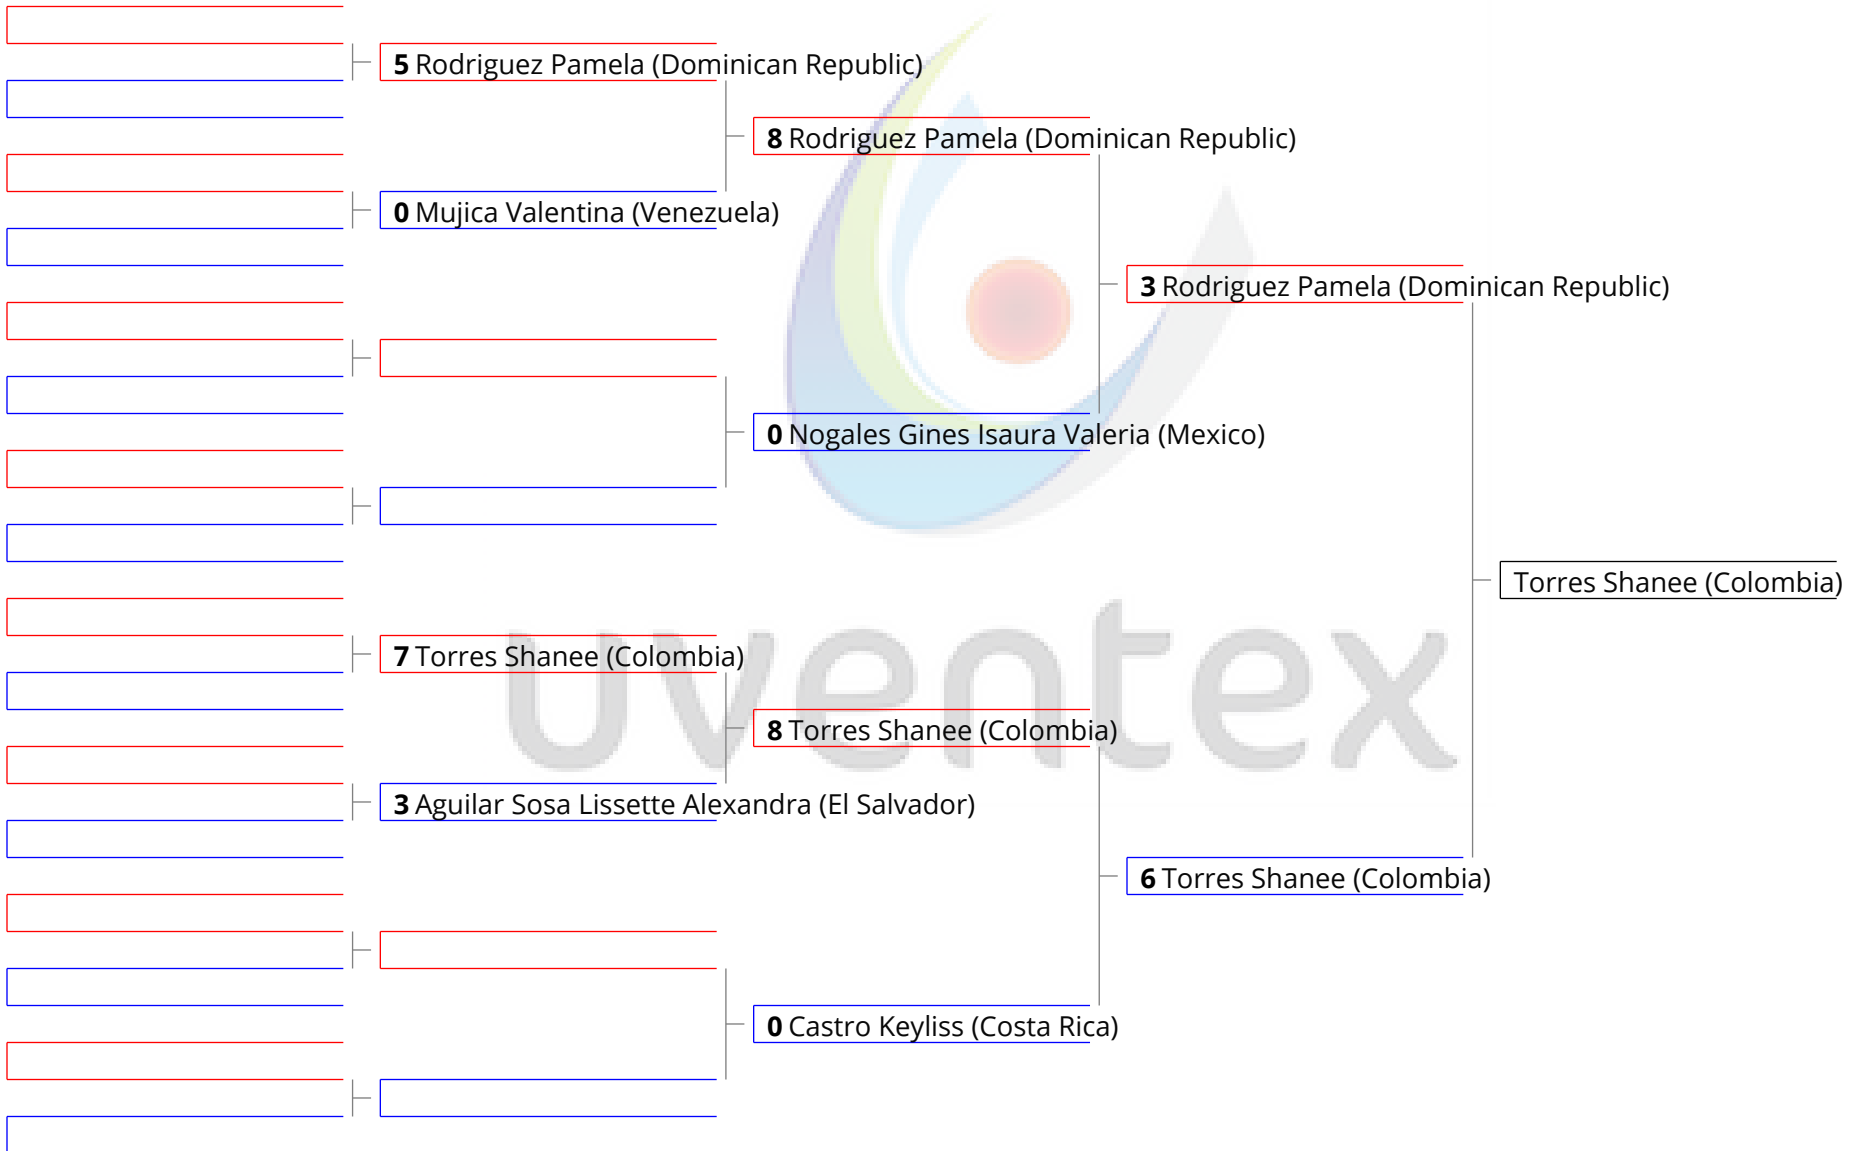 5 Rodriguez Pamela (Dominican Republic)
8 Rodriguez Pamela (Dominican Republic)
0 Mujica Valentina (Venezuela)
3 Rodriguez Pamela (Dominican Republic)
0 Nogales Gines Isaura Valeria (Mexico)
Torres Shanee (Colombia)
uventex
7 Torres Shanee (Colombia)
8 Torres Shanee (Colombia)
3 Aguilar Sosa Lissette Alexandra (El Salvador)
6 Torres Shanee (Colombia)
0 Castro Keyliss (Costa Rica)